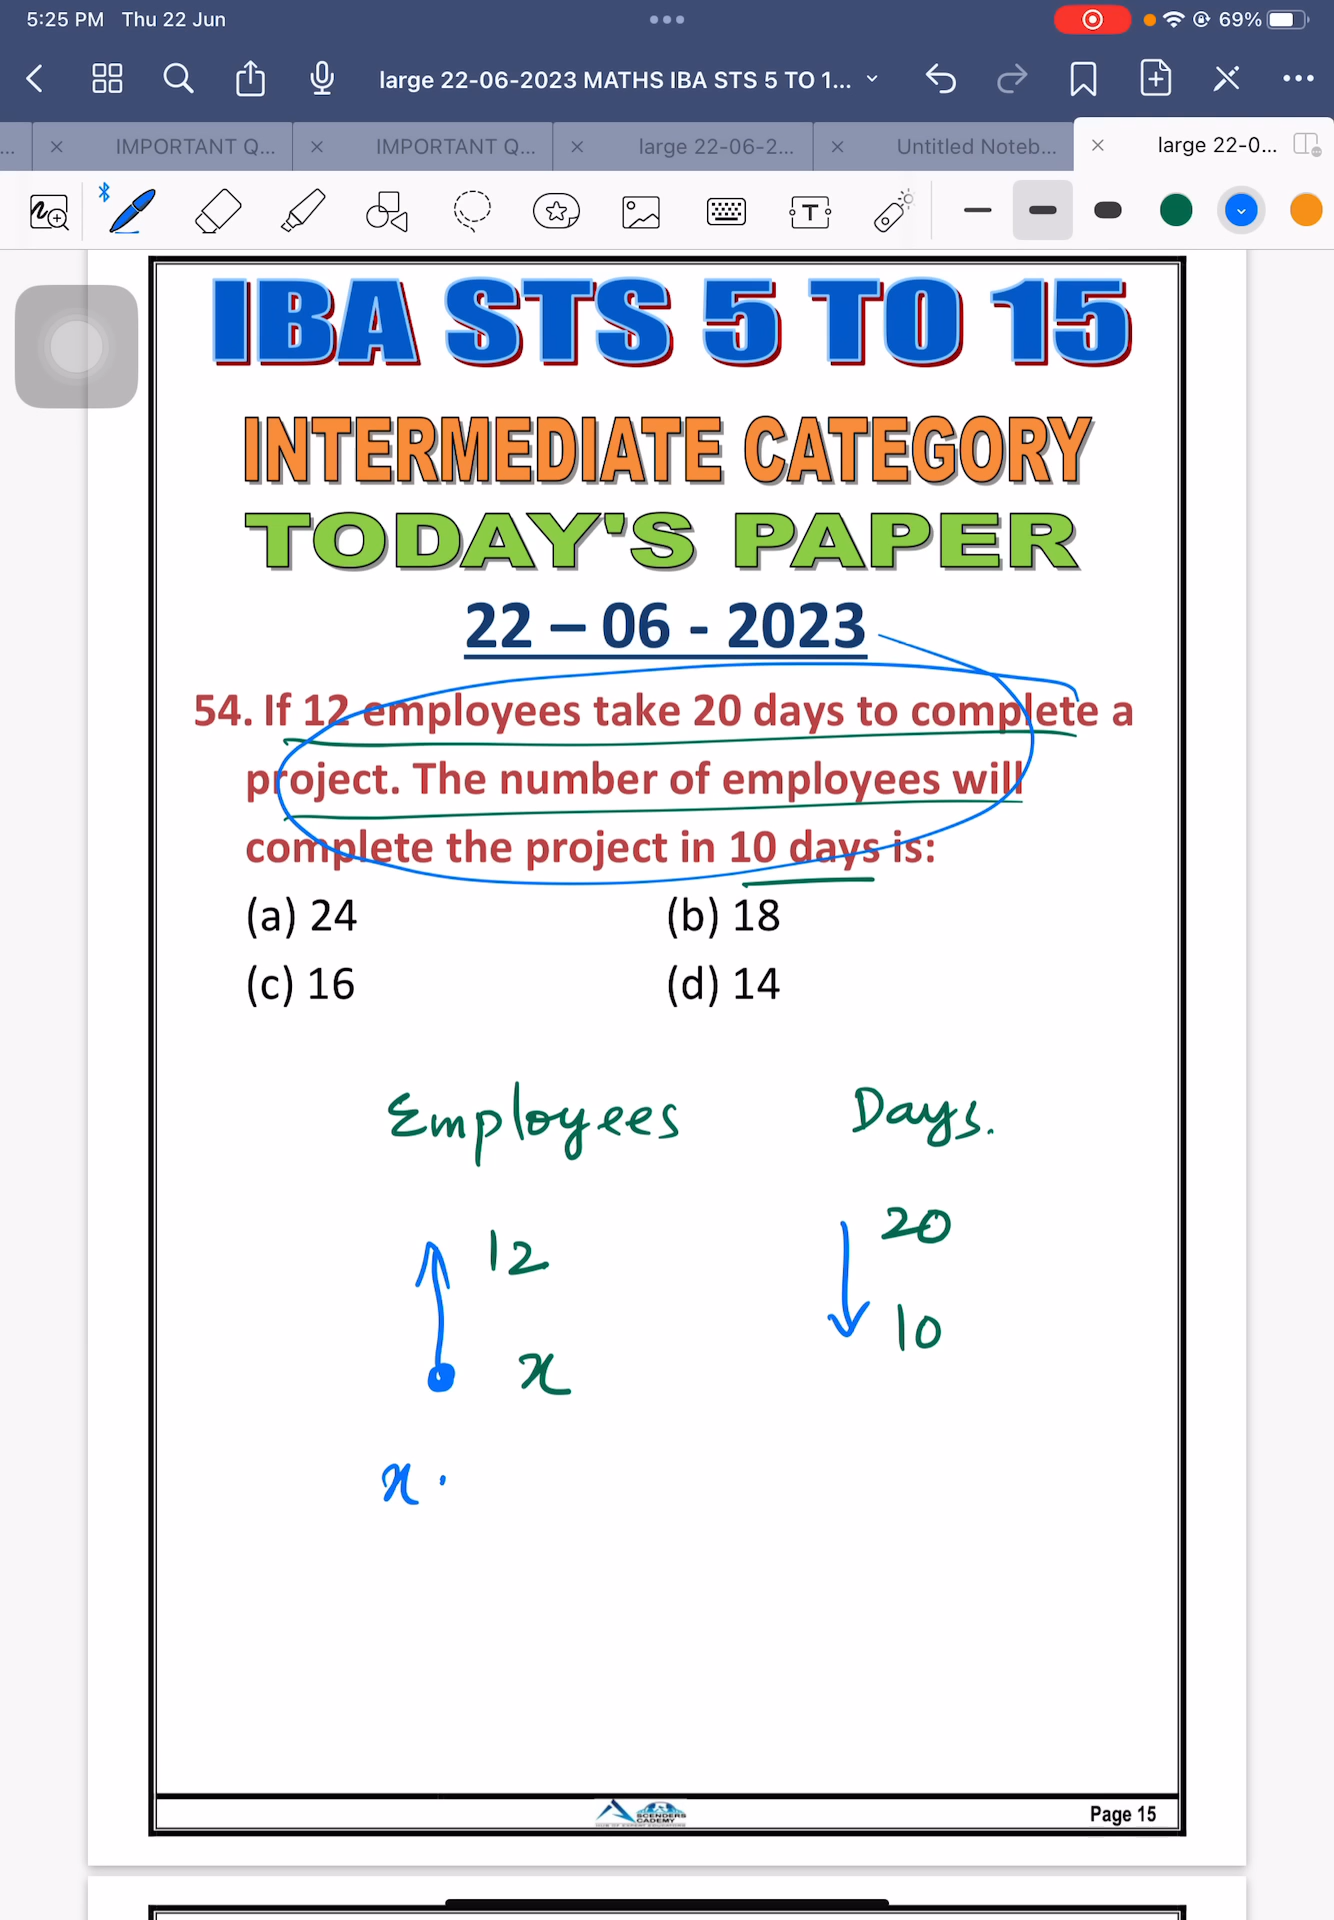 5:25 PM Thu 22 Jun
69%
large 22-06-2023 MATHS IBA STS 5 TO 1...
... IMPORTANT Q... IMPORTANT Q... large 22-06-2... Untitled Noteb... large 22-0...
T
IBA STS 5 TO 15
INTERMEDIATE CATEGORY
TODAY'S PAPER
22 – 06 - 2023
54. If 12 employees take 20 days to complete a
project. The number of employees will
complete the project in 10 days is:
(a) 24 (b) 18
(c) 16 (d) 14
Employees Days.
12 20
x 10
x .
SCENDERS
CADEMY
Page 15